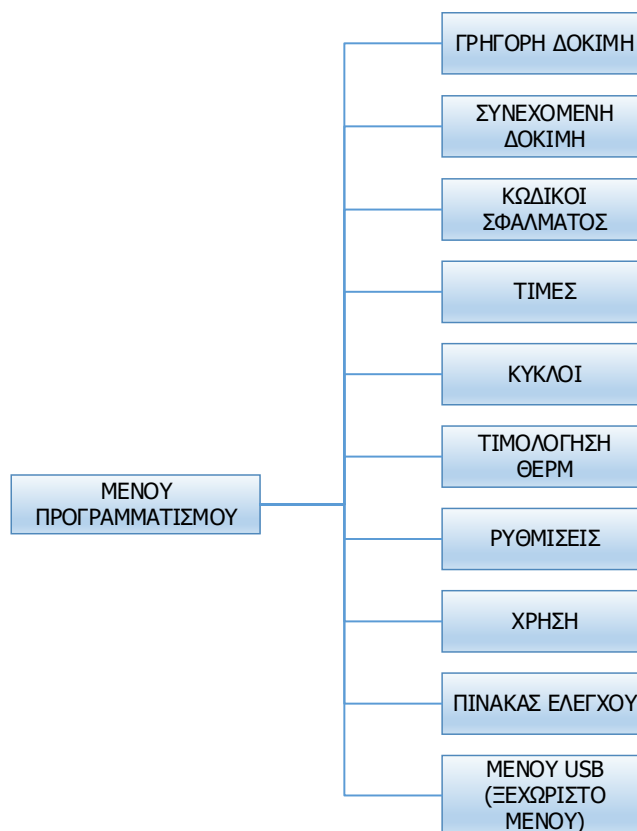 ΓΡΗΓΟΡΗ ΔΟΚΙΜΗ
ΣΥΝΕΧΟΜΕΝΗ
ΔΟΚΙΜΗ
ΚΩΔΙΚΟΙ
ΣΦΑΛΜΑΤΟΣ
ΤΙΜΕΣ
ΚΥΚΛΟΙ
ΤΙΜΟΛΟΓΗΣΗ
ΘΕΡΜ
ΜΕΝΟΥ
ΠΡΟΓΡΑΜΜΑΤΙΣΜΟΥ
ΡΥΘΜΙΣΕΙΣ
ΧΡΗΣΗ
ΠΙΝΑΚΑΣ ΕΛΕΓΧΟΥ
ΜΕΝΟΥ USB
(ΞΕΧΩΡΙΣΤΟ
ΜΕΝΟΥ)